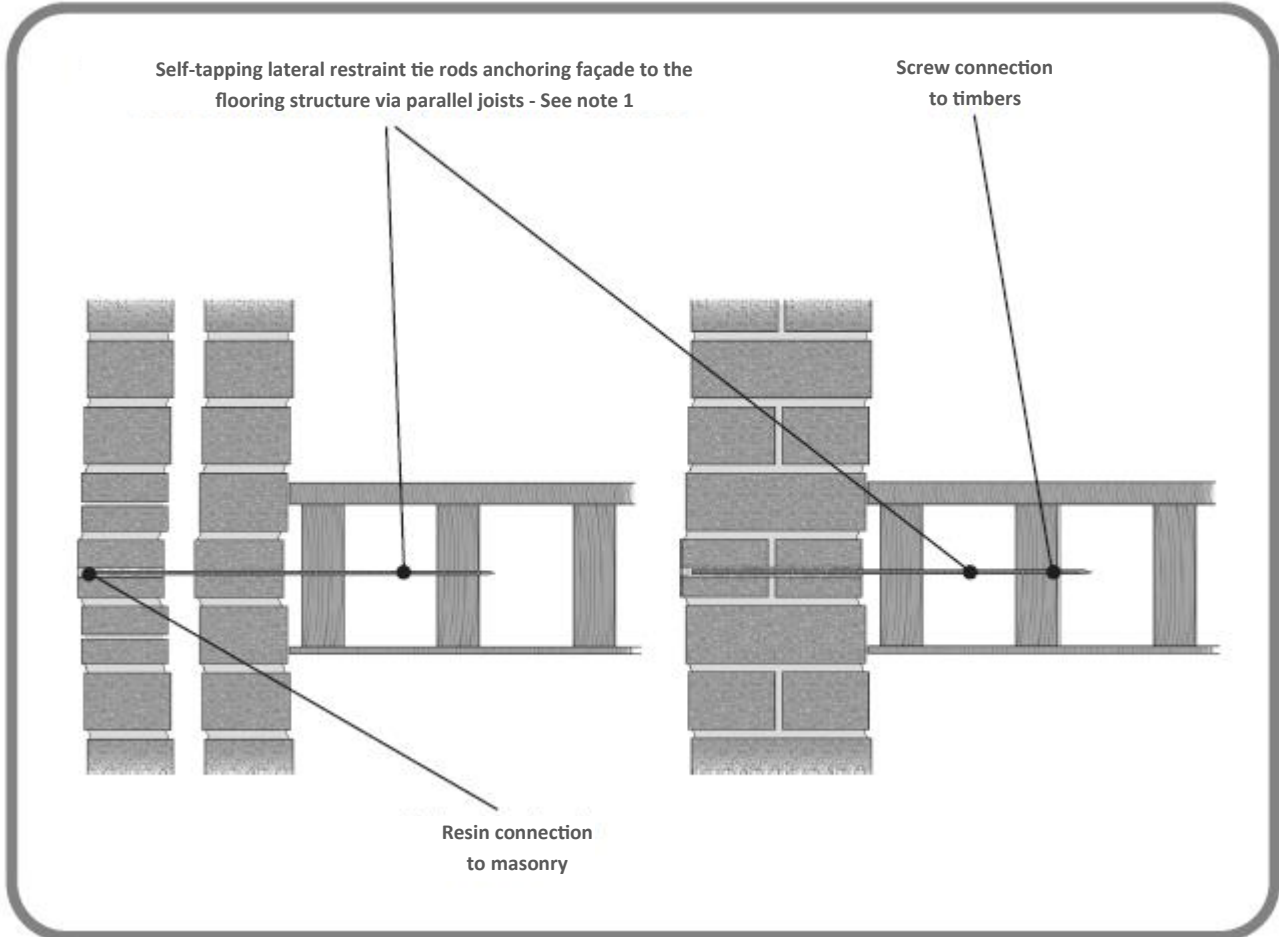 Self-tapping lateral restraint tie rods anchoring façade to the
flooring structure via parallel joists - See note 1
Screw connection
to timbers
Resin connection
to masonry